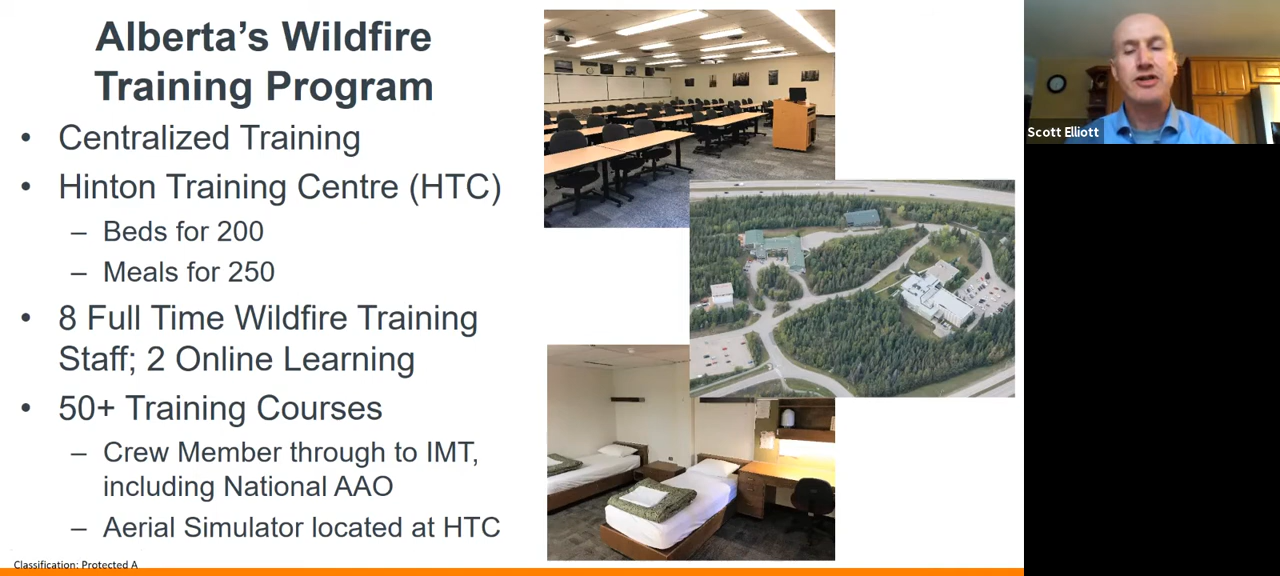 Alberta’s Wildfire
Training Program
• Centralized Training
• Hinton Training Centre (HTC)
– Beds for 200
– Meals for 250
• 8 Full Time Wildfire Training
Staff; 2 Online Learning
• 50+ Training Courses
– Crew Member through to IMT,
including National AAO
– Aerial Simulator located at HTC
Classification: Protected A
Scott Elliott